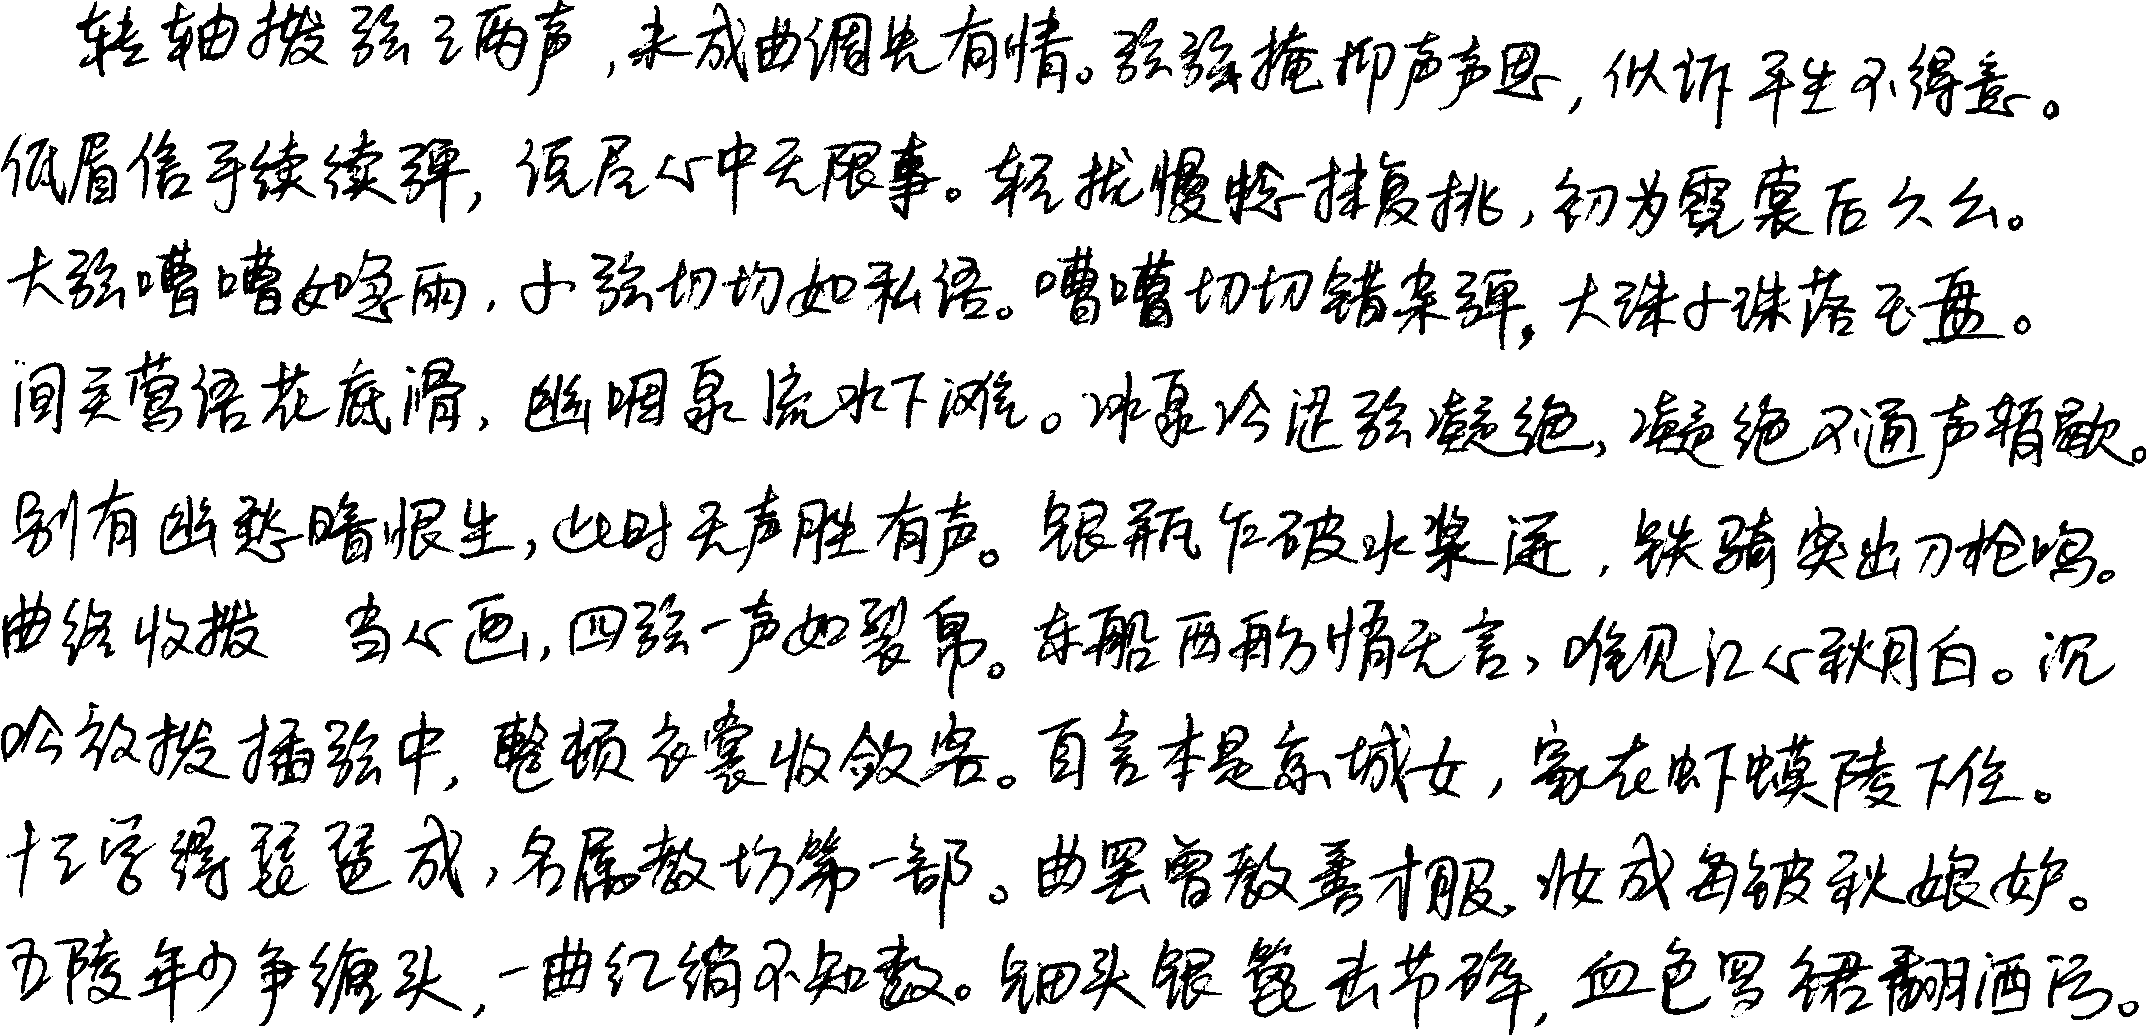 转轴拨弦三两声,未成曲调先有情。弦弦掩抑声声思,似诉平生不得意。
低眉信手续续弹,说尽心中无限事。轻拢慢捻抹复挑,初为霓裳后六幺。
大弦嘈嘈如急雨,小弦切切如私语。嘈嘈切切错杂弹,大珠小珠落玉盘。
间关莺语花底滑,幽咽泉流水下滩。冰泉冷涩弦凝绝,凝绝不通声暂歇。
别有幽愁暗恨生,此时无声胜有声。银瓶乍破水浆迸,铁骑突出刀枪鸣。
曲终收拨 当心画,四弦一声如裂帛。东船西舫悄无言,唯见江心秋月白。沉
吟放拨插弦中,整顿衣裳收敛容。自言本是京城女,家在虾蟆陵下住。
十三学得琵琶成,名属教坊第一部。曲罢曾教善才服,妆成每被秋娘妒。
五陵年少争缠头,一曲红绡不知数。钿头银篦击节碎,血色罗裙翻酒污。